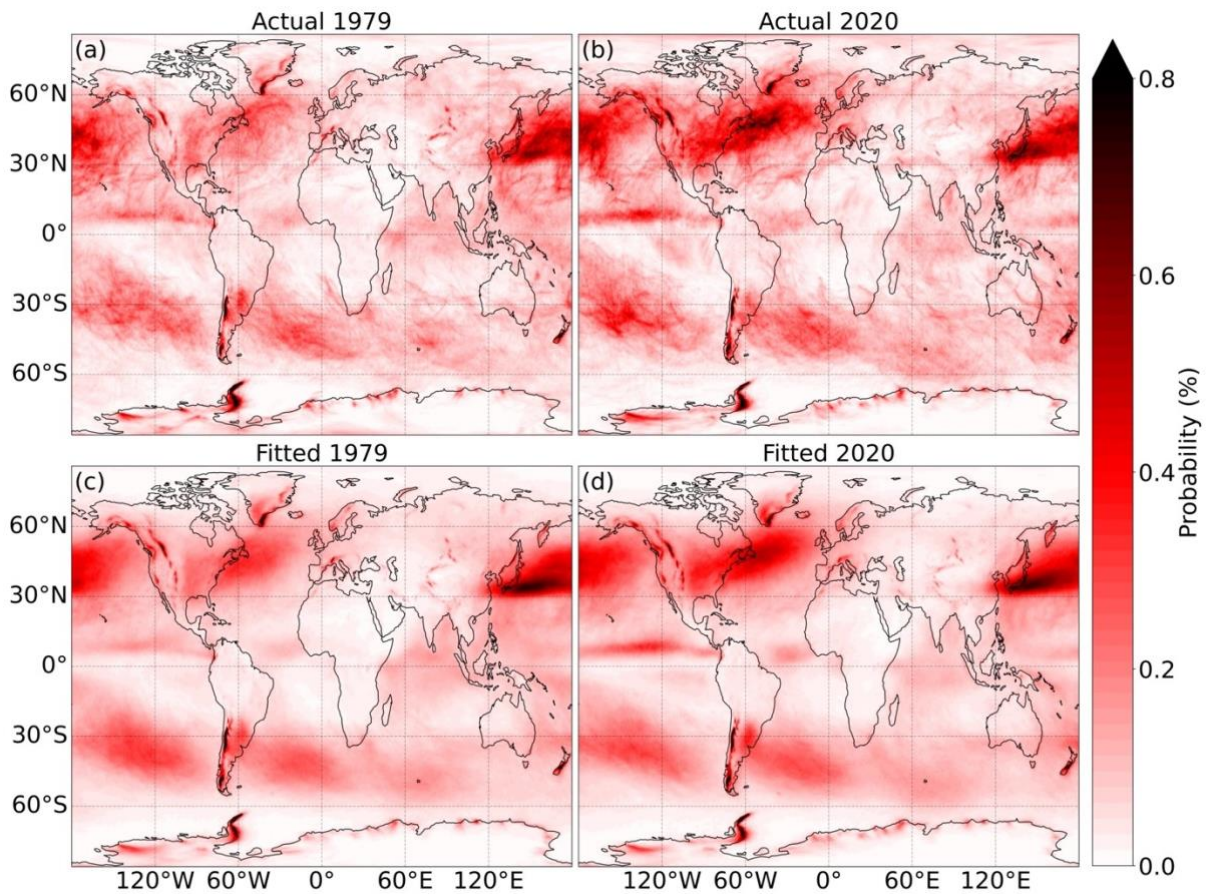 Actual 1979
Actual 2020
(a)
(b)
60°N
30°N
0°
30°S
60°S
Fitted 1979
Fitted 2020
(c)
(d)
60°N
30°N
0°
30°S
60°S
120°W 60°W 0° 60°E 120°E
120°W 60°W 0° 60°E 120°E
0.8
0.6
0.4
0.2
0.0
Probability (%)